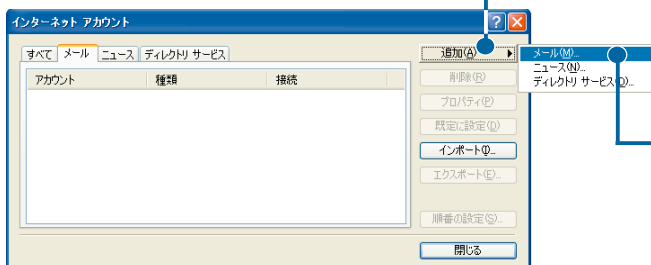 インターネット アカウント
すべて メール ニュース ディレクトリ サービス
アカウント 種類 接続
追加(A)
削除(R)
プロパティ(P)
既定に設定(D)
インポート(I)...
エクスポート(E)...
順番の設定(S)...
閉じる
メール(M)...
ニュース(N)...
ディレクトリ サービス(D)...